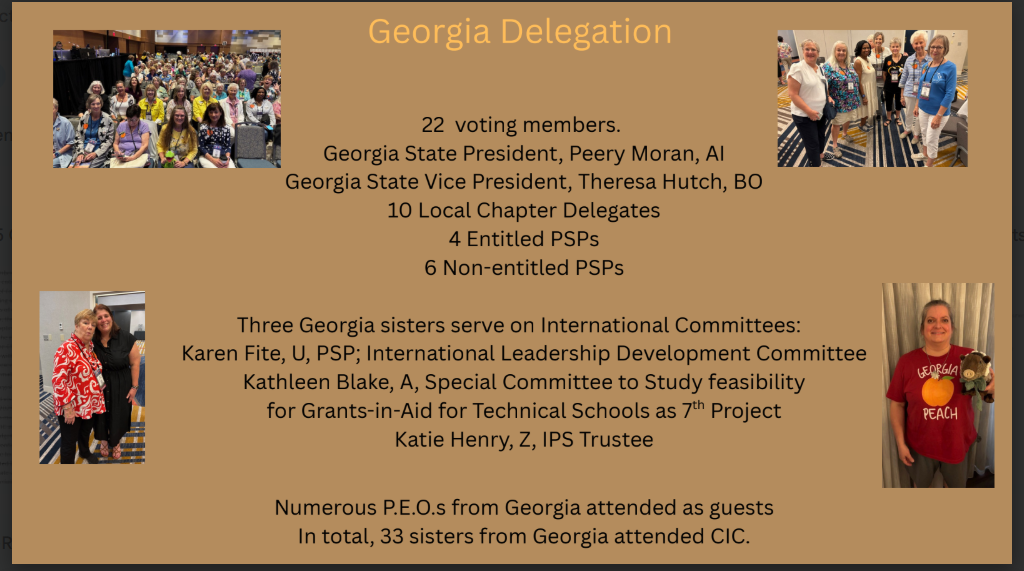 Georgia Delegation
22 voting members.
Georgia State President, Peery Moran, AI
Georgia State Vice President, Theresa Hutch, BO
10 Local Chapter Delegates
4 Entitled PSPs
6 Non-entitled PSPs
Three Georgia sisters serve on International Committees:
Karen Fite, U, PSP; International Leadership Development Committee
Kathleen Blake, A, Special Committee to Study feasibility
for Grants-in-Aid for Technical Schools as 7th Project
Katie Henry, Z, IPS Trustee
GEORGIA
PEACH
Numerous P.E.O.s from Georgia attended as guests
In total, 33 sisters from Georgia attended CIC.